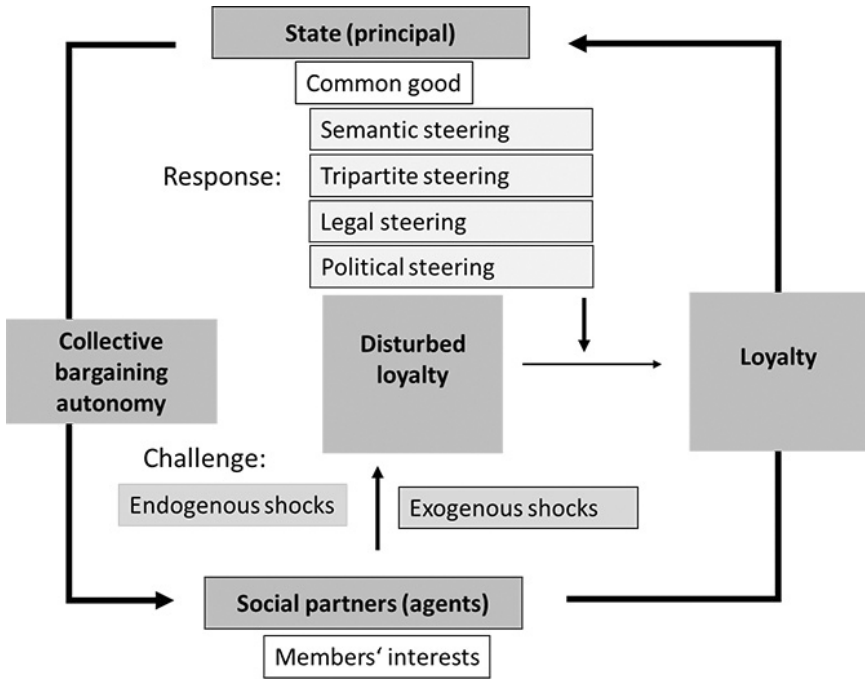 State (principal)
Common good
Semantic steering
Response:
Tripartite steering
Legal steering
Political steering
Collective
bargaining
autonomy
Disturbed
loyalty
Loyalty
Challenge:
Endogenous shocks
Exogenous shocks
Social partners (agents)
Members‘ interests